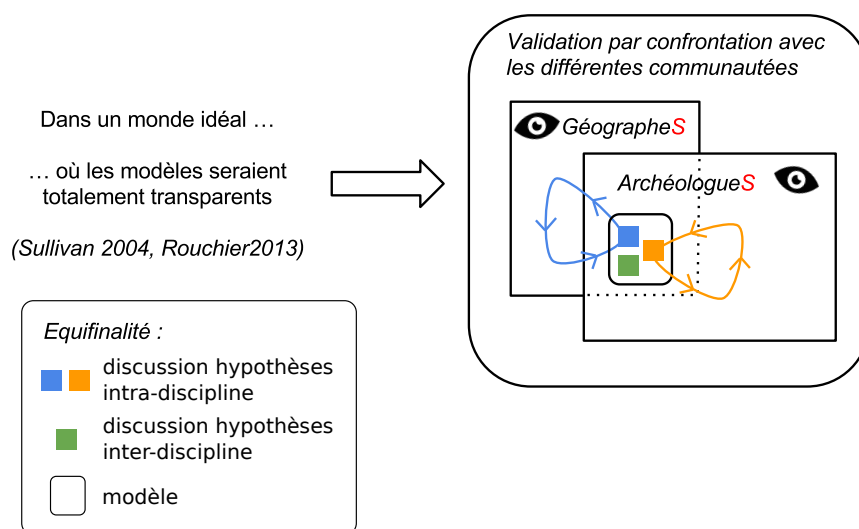 Validation par confrontation avec
les différentes communautées
Dans un monde idéal …
… où les modèles seraient
totalement transparents
(Sullivan 2004, Rouchier2013)
GéographeS
ArchéologueS
Equifinalité :
discussion hypothèses
intra-discipline
discussion hypothèses
inter-discipline
modèle